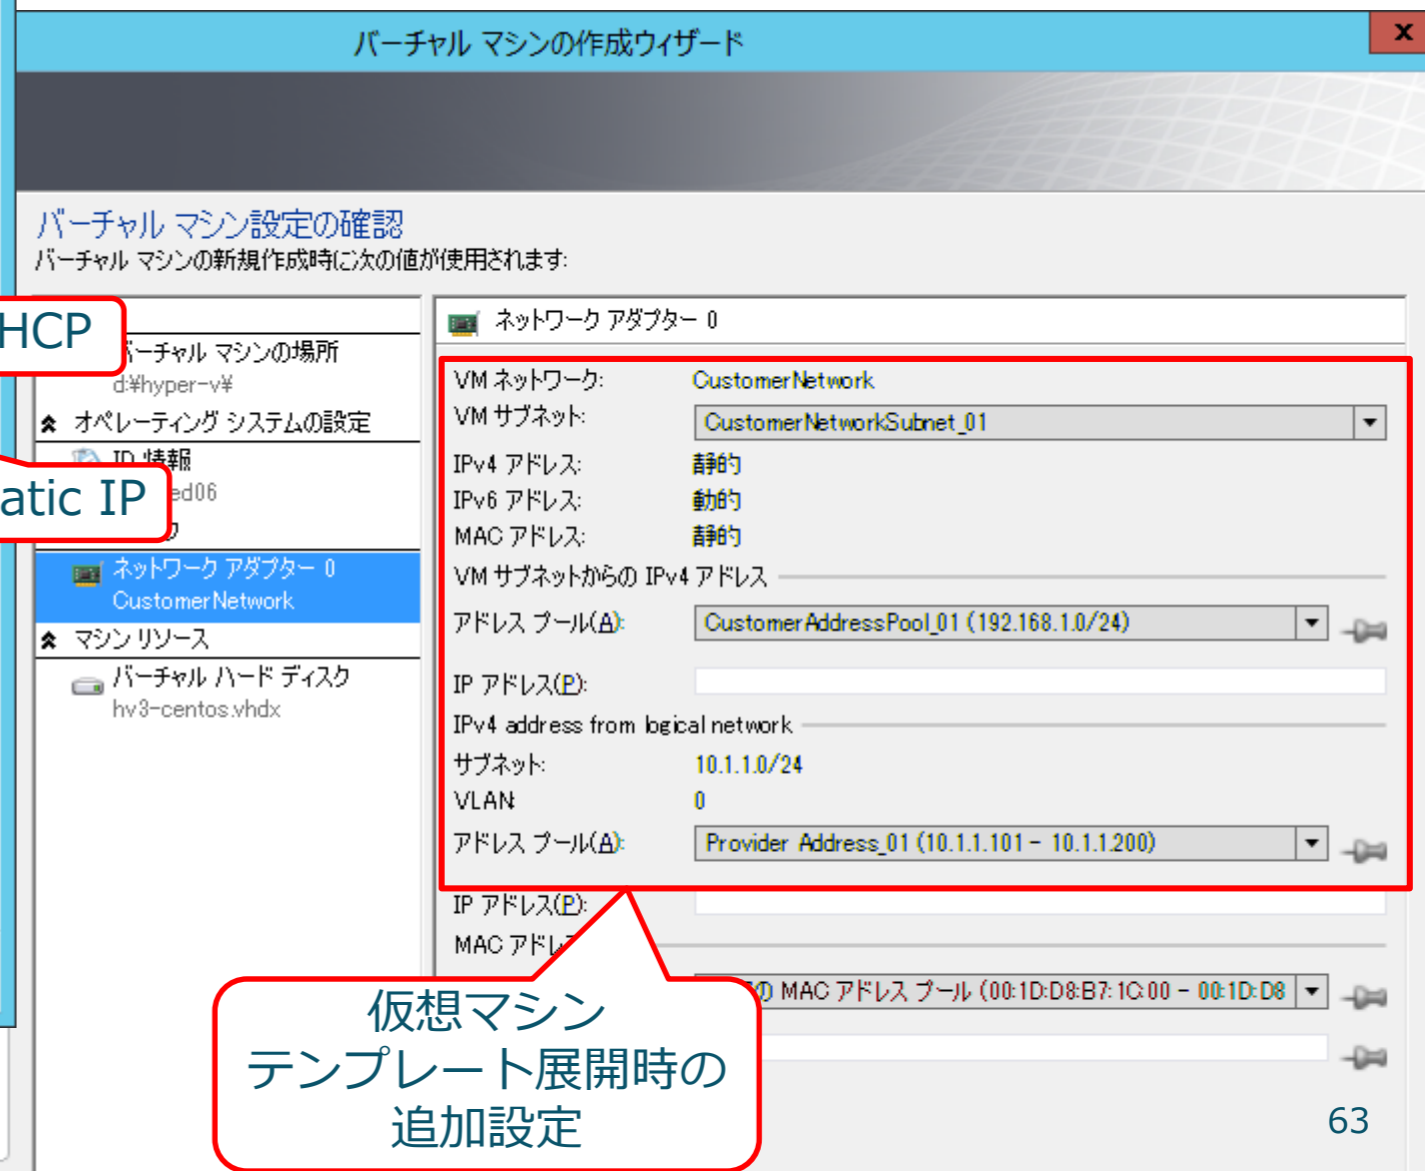 バーチャル マシンの作成ウィザード
x
バーチャル マシン設定の確認
バーチャル マシンの新規作成時に次の値が使用されます:
HCP
バーチャル マシンの場所
d:¥hyper-v¥
オペレーティング システムの設定
ID 情報
ed06
atic IP
ネットワーク アダプター 0
CustomerNetwork
マシン リソース
バーチャル ハード ディスク
hv3-centos.vhdx
ネットワーク アダプター 0
VM ネットワーク: CustomerNetwork
VM サブネット: CustomerNetworkSubnet_01
IPv4 アドレス: 静的
IPv6 アドレス: 動的
MAC アドレス: 静的
VM サブネットからの IPv4 アドレス
アドレス プール(A): CustomerAddressPool_01 (192.168.1.0/24)
IP アドレス(P):
IPv4 address from logical network
サブネット: 10.1.1.0/24
VLAN: 0
アドレス プール(A): Provider Address_01 (10.1.1.101 - 10.1.1.200)
IP アドレス(P):
MAC アドレ
の MAC アドレス プール (00:1D:D8:B7:1C:00 - 00:1D:D8
仮想マシン
テンプレート展開時の
追加設定
63